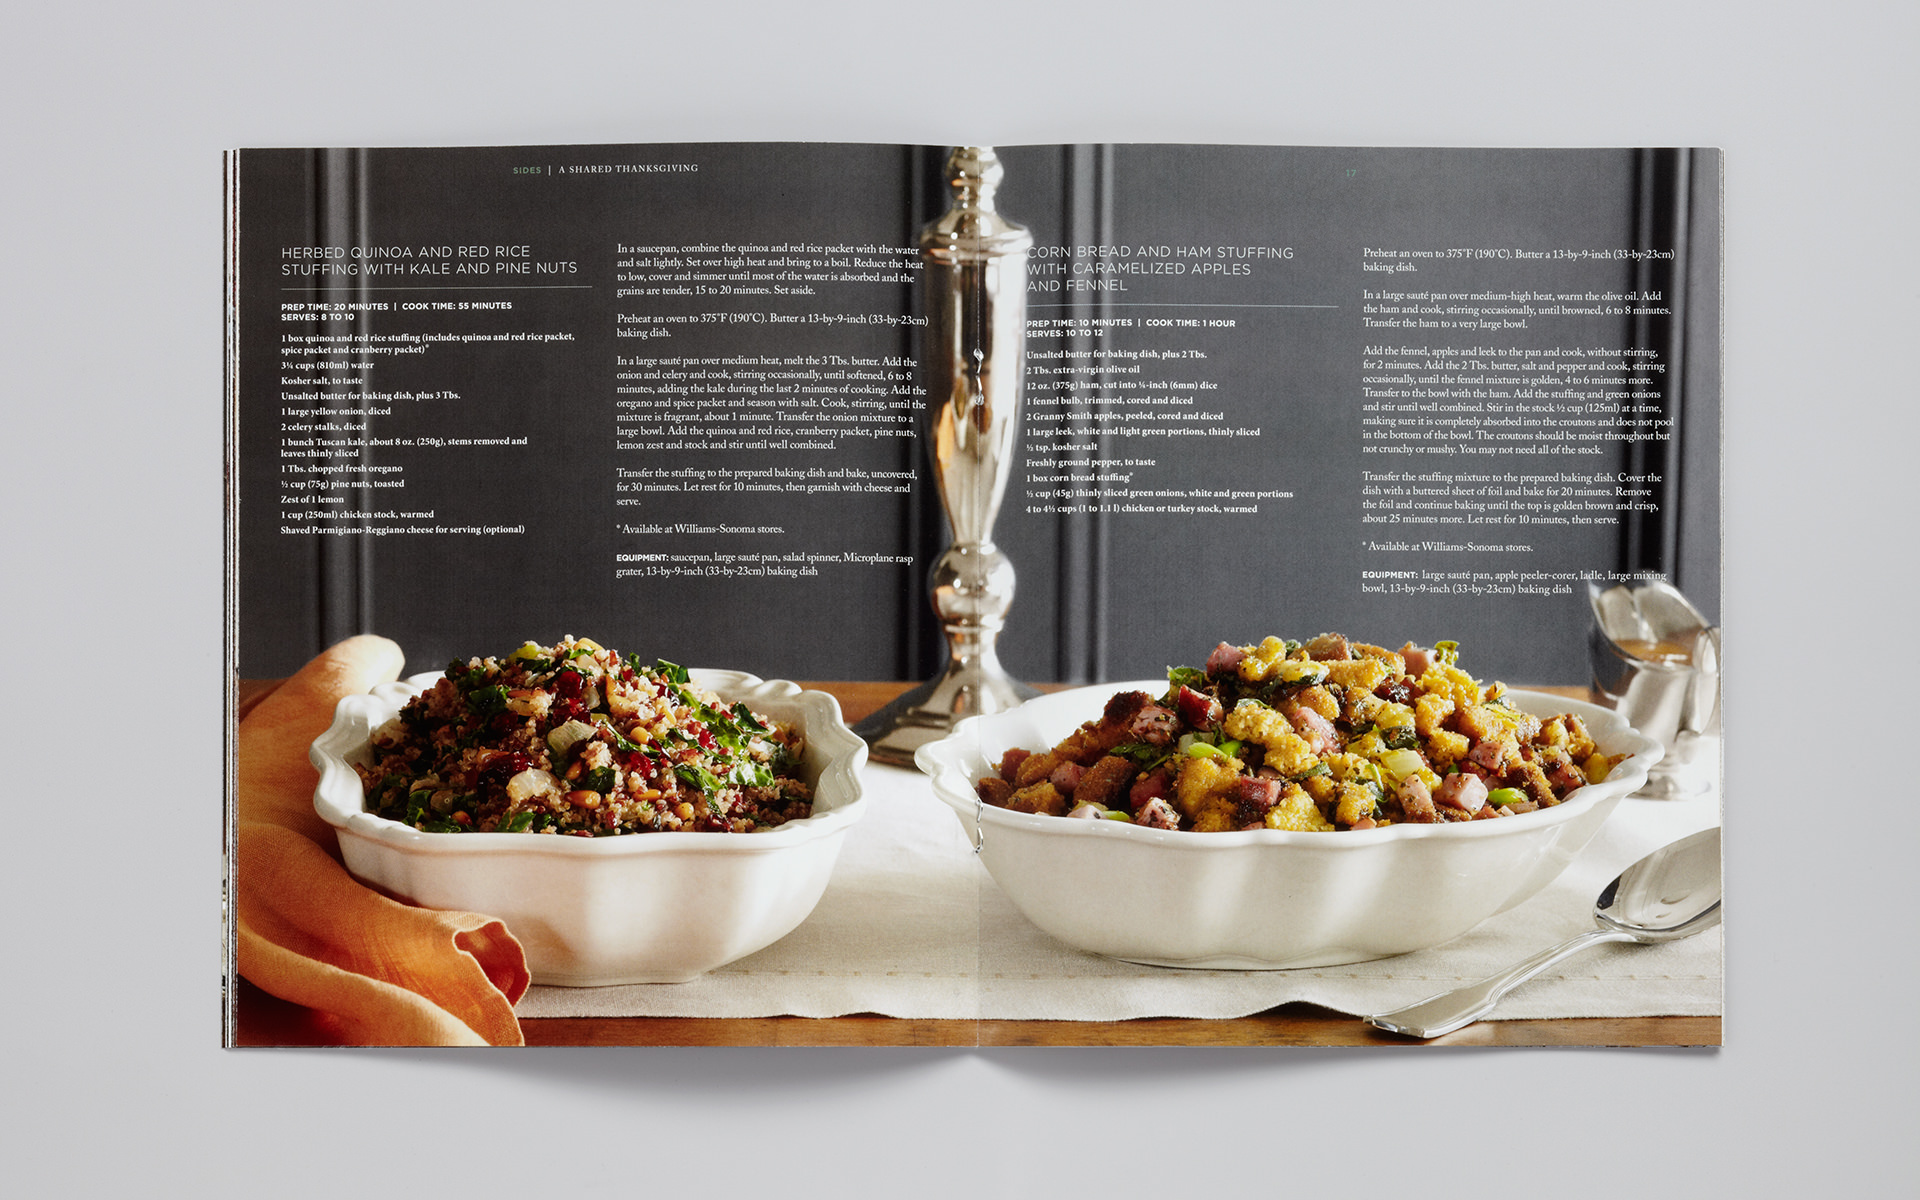 SIDES | A SHARED THANKSGIVING
HERBED QUINOA AND RED RICE
STUFFING WITH KALE AND PINE NUTS
PREP TIME: 20 MINUTES | COOK TIME: 55 MINUTES
SERVES: 8 TO 10
1 box quinoa and red rice stuffing (includes quinoa and red rice packet,
spice packet and cranberry packet)*
3¼ cups (810ml) water
Kosher salt, to taste
Unsalted butter for baking dish, plus 3 Tbs.
1 large yellow onion, diced
2 celery stalks, diced
1 bunch Tuscan kale, about 8 oz. (250g), stems removed and
leaves thinly sliced
1 Tbs. chopped fresh oregano
½ cup (75g) pine nuts, toasted
Zest of 1 lemon
1 cup (250ml) chicken stock, warmed
Shaved Parmigiano-Reggiano cheese for serving (optional)
In a saucepan, combine the quinoa and red rice packet with the water
and salt lightly. Set over high heat and bring to a boil. Reduce the heat
to low, cover and simmer until most of the water is absorbed and the
grains are tender, 15 to 20 minutes. Set aside.
Preheat an oven to 375°F (190°C). Butter a 13-by-9-inch (33-by-23cm)
baking dish.
In a large sauté pan over medium heat, melt the 3 Tbs. butter. Add the
onion and celery and cook, stirring occasionally, until softened, 6 to 8
minutes, adding the kale during the last 2 minutes of cooking. Add the
oregano and spice packet and season with salt. Cook, stirring, until the
mixture is fragrant, about 1 minute. Transfer the onion mixture to a
large bowl. Add the quinoa and red rice, cranberry packet, pine nuts,
lemon zest and stock and stir until well combined.
Transfer the stuffing to the prepared baking dish and bake, uncovered,
for 30 minutes. Let rest for 10 minutes, then garnish with cheese and
serve.
* Available at Williams-Sonoma stores.
EQUIPMENT: saucepan, large sauté pan, salad spinner, Microplane rasp
grater, 13-by-9-inch (33-by-23cm) baking dish
17
CORN BREAD AND HAM STUFFING
WITH CARAMELIZED APPLES
AND FENNEL
PREP TIME: 10 MINUTES | COOK TIME: 1 HOUR
SERVES: 10 TO 12
Unsalted butter for baking dish, plus 2 Tbs.
2 Tbs. extra-virgin olive oil
12 oz. (375g) ham, cut into ¼-inch (6mm) dice
1 fennel bulb, trimmed, cored and diced
2 Granny Smith apples, peeled, cored and diced
1 large leek, white and light green portions, thinly sliced
½ tsp. kosher salt
Freshly ground pepper, to taste
1 box corn bread stuffing*
½ cup (45g) thinly sliced green onions, white and green portions
4 to 4½ cups (1 to 1.1 l) chicken or turkey stock, warmed
Preheat an oven to 375°F (190°C). Butter a 13-by-9-inch (33-by-23cm)
baking dish.
In a large sauté pan over medium-high heat, warm the olive oil. Add
the ham and cook, stirring occasionally, until browned, 6 to 8 minutes.
Transfer the ham to a very large bowl.
Add the fennel, apples and leek to the pan and cook, without stirring,
for 2 minutes. Add the 2 Tbs. butter, salt and pepper and cook, stirring
occasionally, until the fennel mixture is golden, 4 to 6 minutes more.
Transfer to the bowl with the ham. Add the stuffing and green onions
and stir until well combined. Stir in the stock ½ cup (125ml) at a time,
making sure it is completely absorbed into the croutons and does not pool
in the bottom of the bowl. The croutons should be moist throughout but
not crunchy or mushy. You may not need all of the stock.
Transfer the stuffing mixture to the prepared baking dish. Cover the
dish with a buttered sheet of foil and bake for 20 minutes. Remove
the foil and continue baking until the top is golden brown and crisp,
about 25 minutes more. Let rest for 10 minutes, then serve.
* Available at Williams-Sonoma stores.
EQUIPMENT: large sauté pan, apple peeler-corer, ladle, large mixing
bowl, 13-by-9-inch (33-by-23cm) baking dish